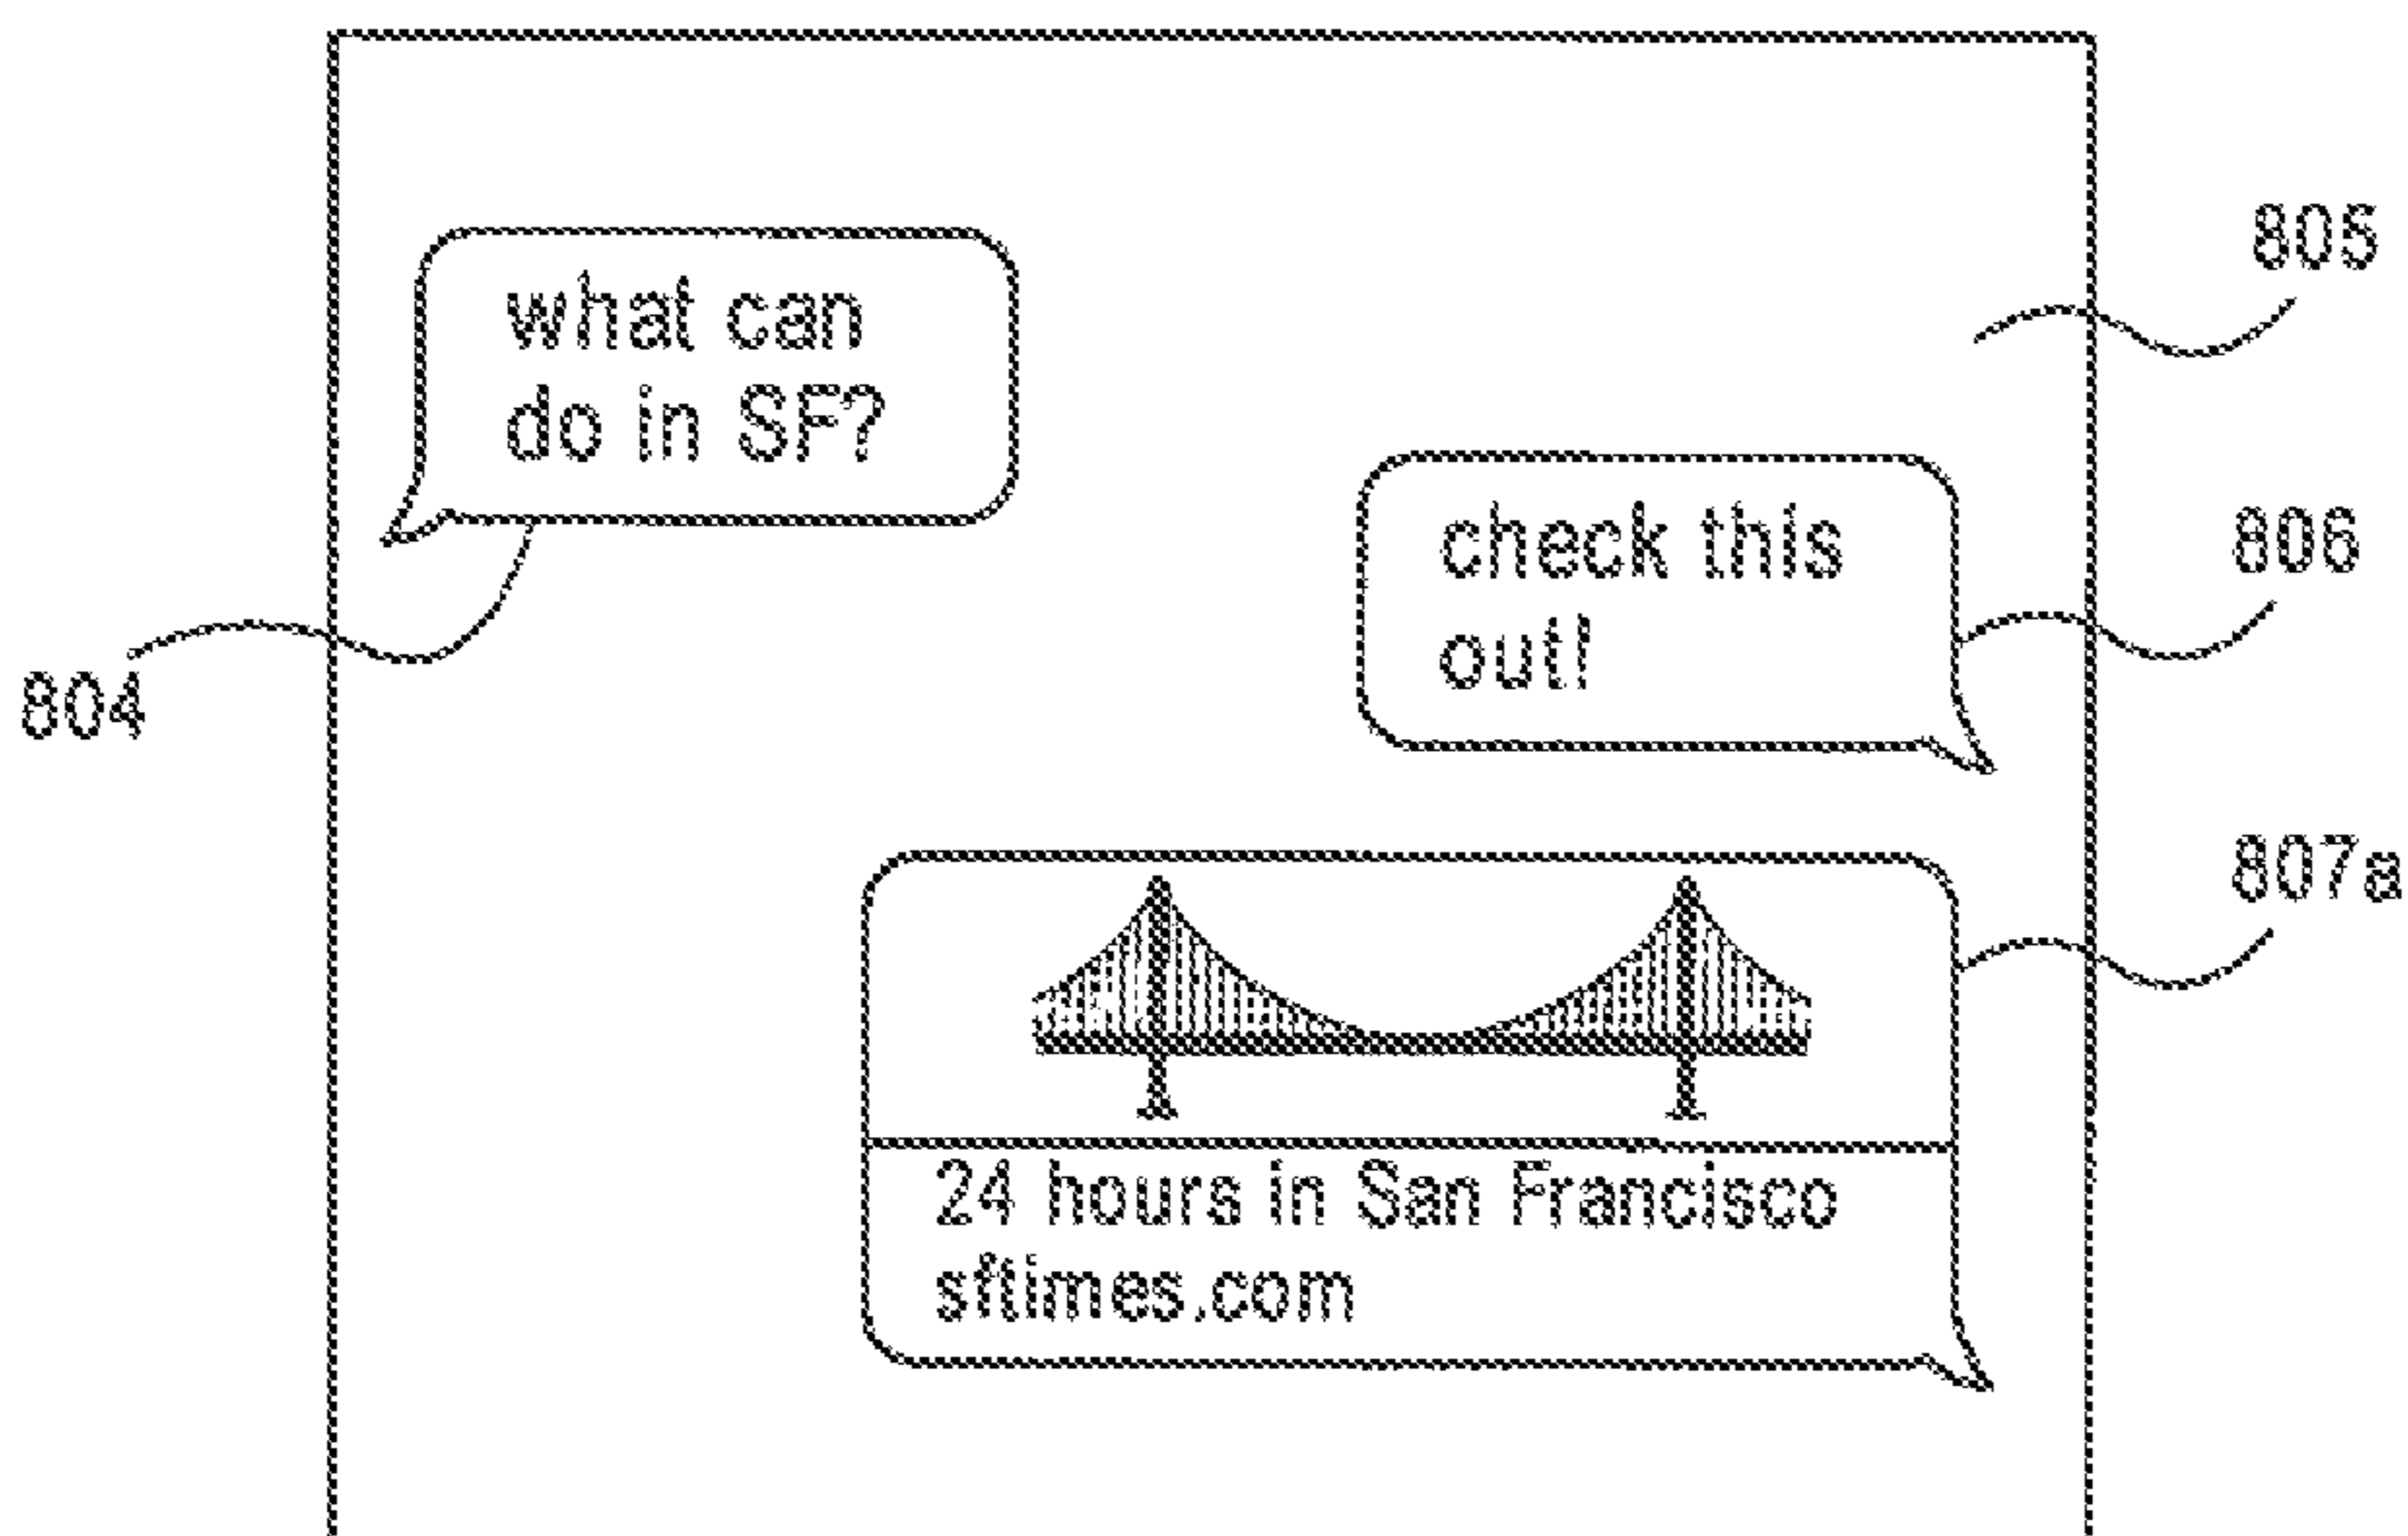 what can
do in SF?
805
check this
out!
806
804
807a
24 hours in San Francisco
sftimes.com